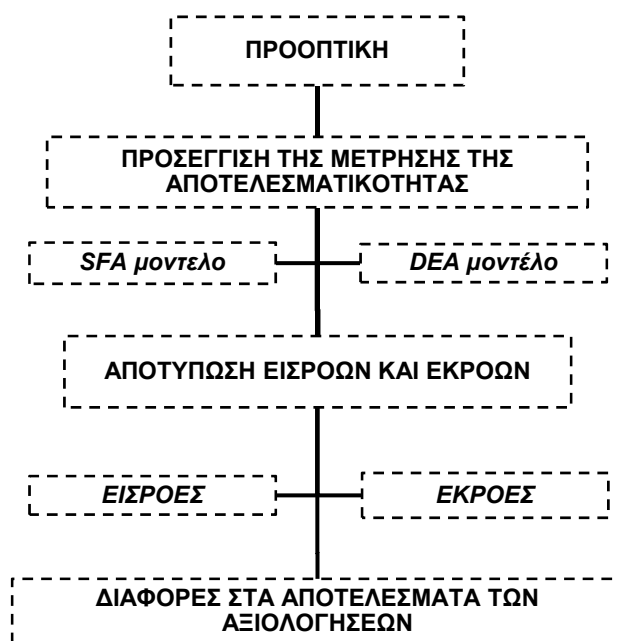 ΠΡΟΟΠΤΙΚΗ
ΠΡΟΣΕΓΓΙΣΗ ΤΗΣ ΜΕΤΡΗΣΗΣ ΤΗΣ
ΑΠΟΤΕΛΕΣΜΑΤΙΚΟΤΗΤΑΣ
SFA μοντελο
DEA μοντέλο
ΑΠΟΤΥΠΩΣΗ ΕΙΣΡΟΩΝ ΚΑΙ ΕΚΡΟΩΝ
ΕΙΣΡΟΕΣ
ΕΚΡΟΕΣ
ΔΙΑΦΟΡΕΣ ΣΤΑ ΑΠΟΤΕΛΕΣΜΑΤΑ ΤΩΝ
ΑΞΙΟΛΟΓΗΣΕΩΝ